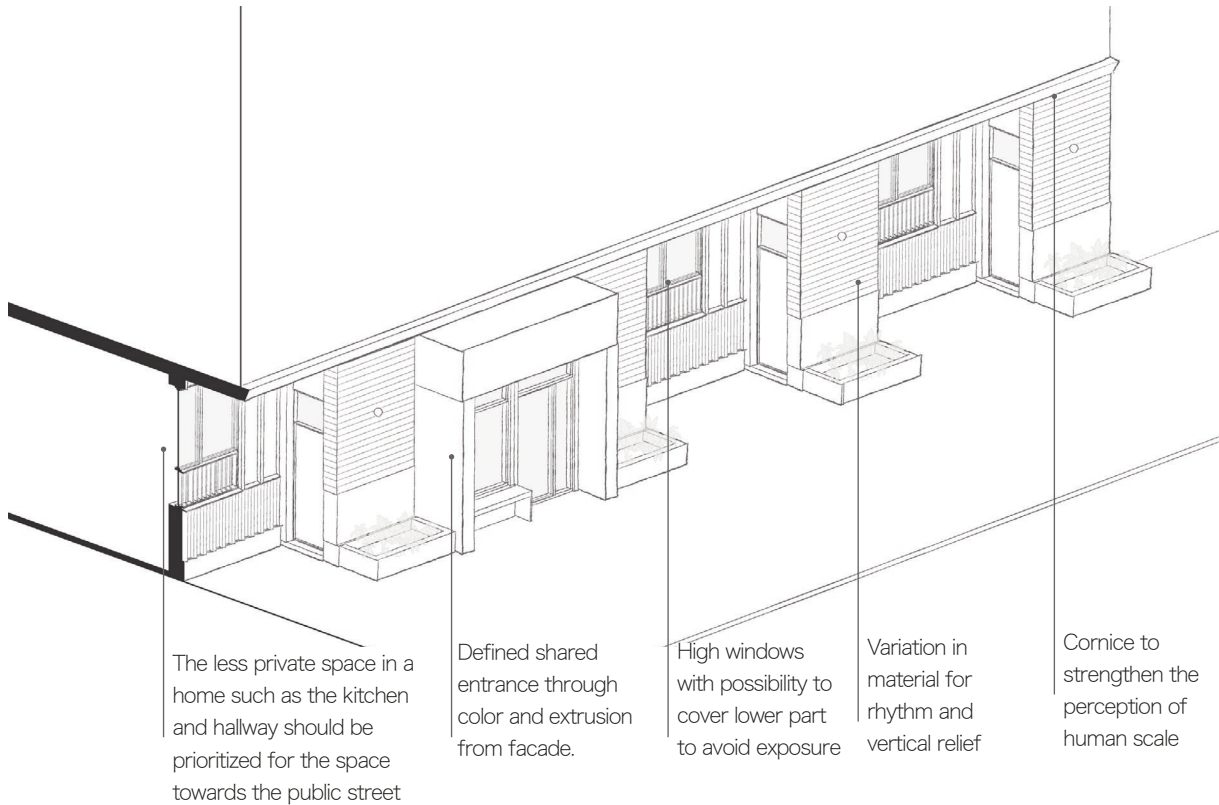 The less private space in a
home such as the kitchen
and hallway should be
prioritized for the space
towards the public street
Defined shared
entrance through
color and extrusion
from facade.
High windows
with possibility to
cover lower part
to avoid exposure
Variation in
material for
rhythm and
vertical relief
Cornice to
strengthen the
perception of
human scale